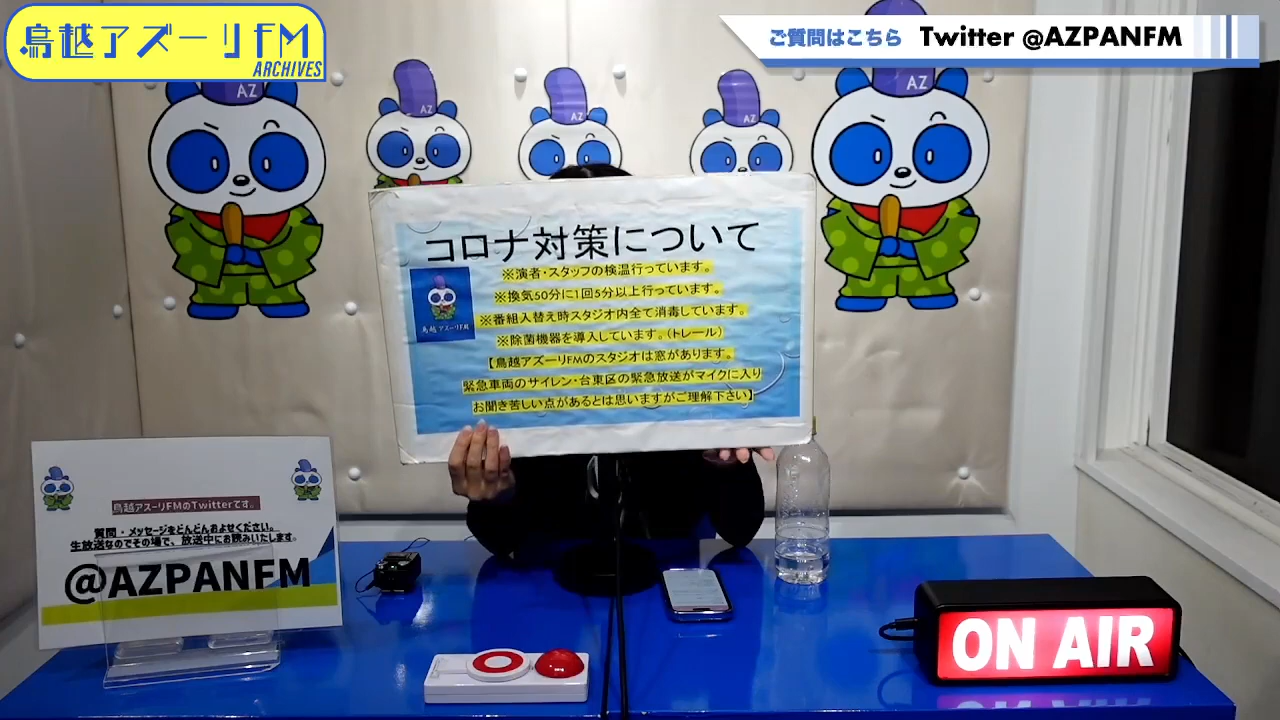 鳥越アズーリFM
ARCHIVES
ご質問はこちら Twitter @AZPANFM
AZ
AZ
AZ
AZ
AZ
コロナ対策について
※演者・スタッフの検温行っています。
※換気50分に1回5分以上行っています。
※番組入替え時スタジオ内全て消毒しています。
※除菌機器を導入しています。(トレール)
【鳥越アズーリFMのスタジオは窓があります。
緊急車両のサイレン・台東区の緊急放送がマイクに入り
お聞き苦しい点があるとは思いますがご理解下さい】
鳥越 アズーリFM
鳥越アズーリFMのTwitterです。
質問・メッセージをどんどんおよせください。
生放送なのでその場で、放送中にお読みいたします。
@AZPANFM
ON AIR